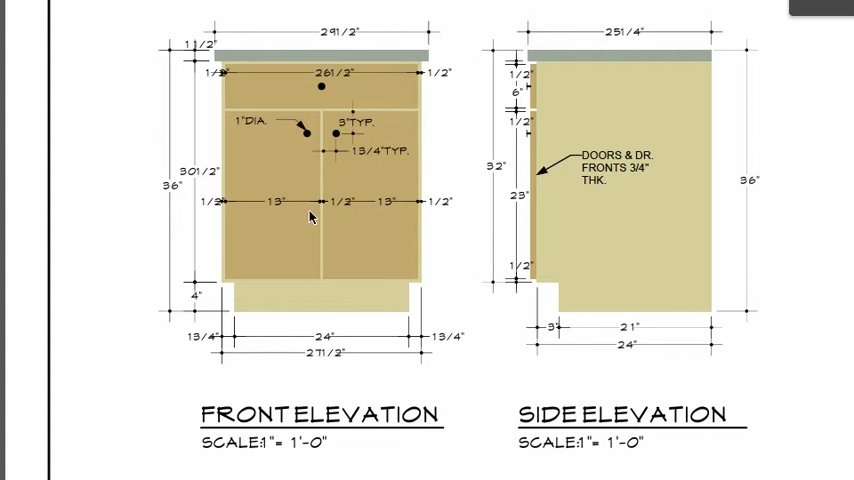 29 1/2"
1 1/2"
1/2" 26 1/2" 1/2"
1" DIA. 3" TYP.
1 3/4" TYP.
30 1/2"
36"
1/2" 13" 1/2" 13" 1/2"
4"
1 3/4" 24" 1 3/4"
27 1/2"
FRONT ELEVATION
SCALE: 1" = 1'-0"
25 1/4"
1/2"
6"
1/2"
DOORS & DR.
FRONTS 3/4"
THK.
32"
36"
23"
1/2"
3" 21"
24"
SIDE ELEVATION
SCALE: 1" = 1'-0"